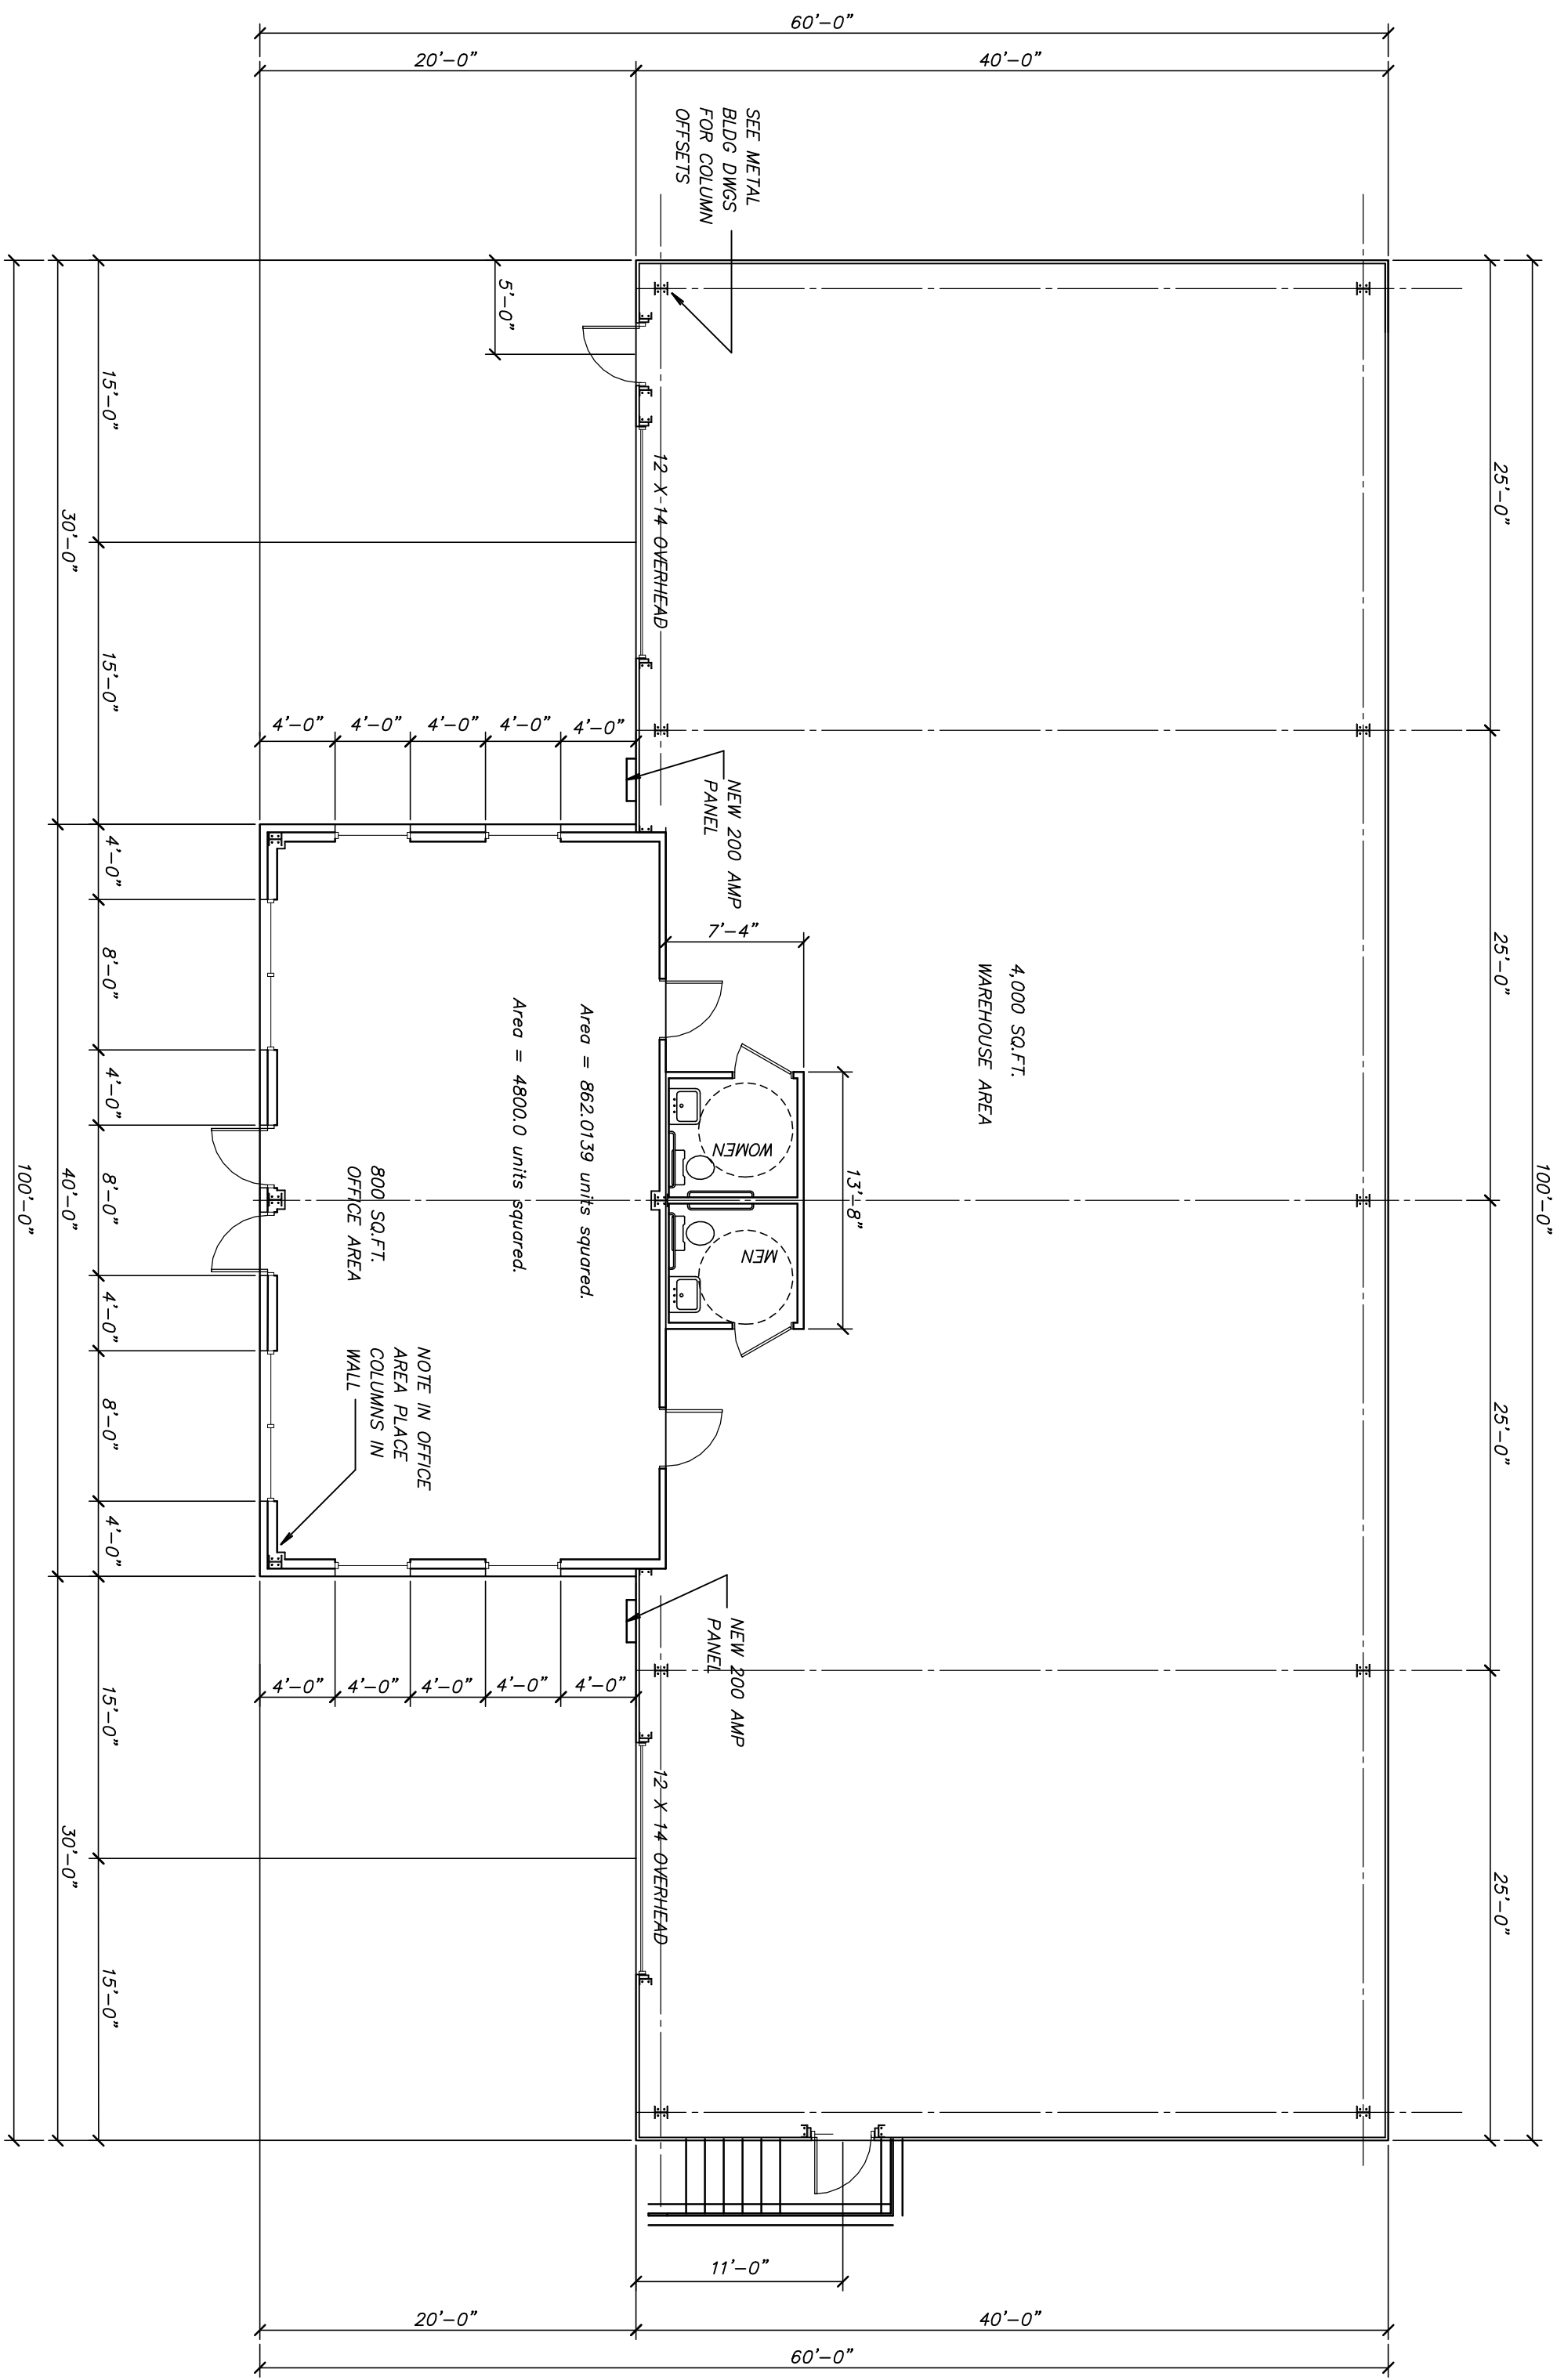 60'-0"
20'-0"
40'-0"
SEE METAL
BLDG DWGS
FOR COLUMN
OFFSETS
100'-0"
25'-0"
25'-0"
25'-0"
25'-0"
5'-0"
15'-0"
30'-0"
15'-0"
12 X 14 OVERHEAD
4'-0"
4'-0"
4'-0"
4'-0"
4'-0"
NEW 200 AMP
PANEL
7'-4"
4,000 SQ.FT.
WAREHOUSE AREA
13'-8"
WOMEN
MEN
Area = 862.0139 units squared.
Area = 4800.0 units squared.
800 SQ.FT.
OFFICE AREA
NOTE IN OFFICE
AREA PLACE
COLUMNS IN
WALL
4'-0"
8'-0"
4'-0"
8'-0"
4'-0"
8'-0"
4'-0"
40'-0"
100'-0"
NEW 200 AMP
PANEL
4'-0"
4'-0"
4'-0"
4'-0"
4'-0"
12 X 14 OVERHEAD
15'-0"
30'-0"
15'-0"
11'-0"
20'-0"
40'-0"
60'-0"